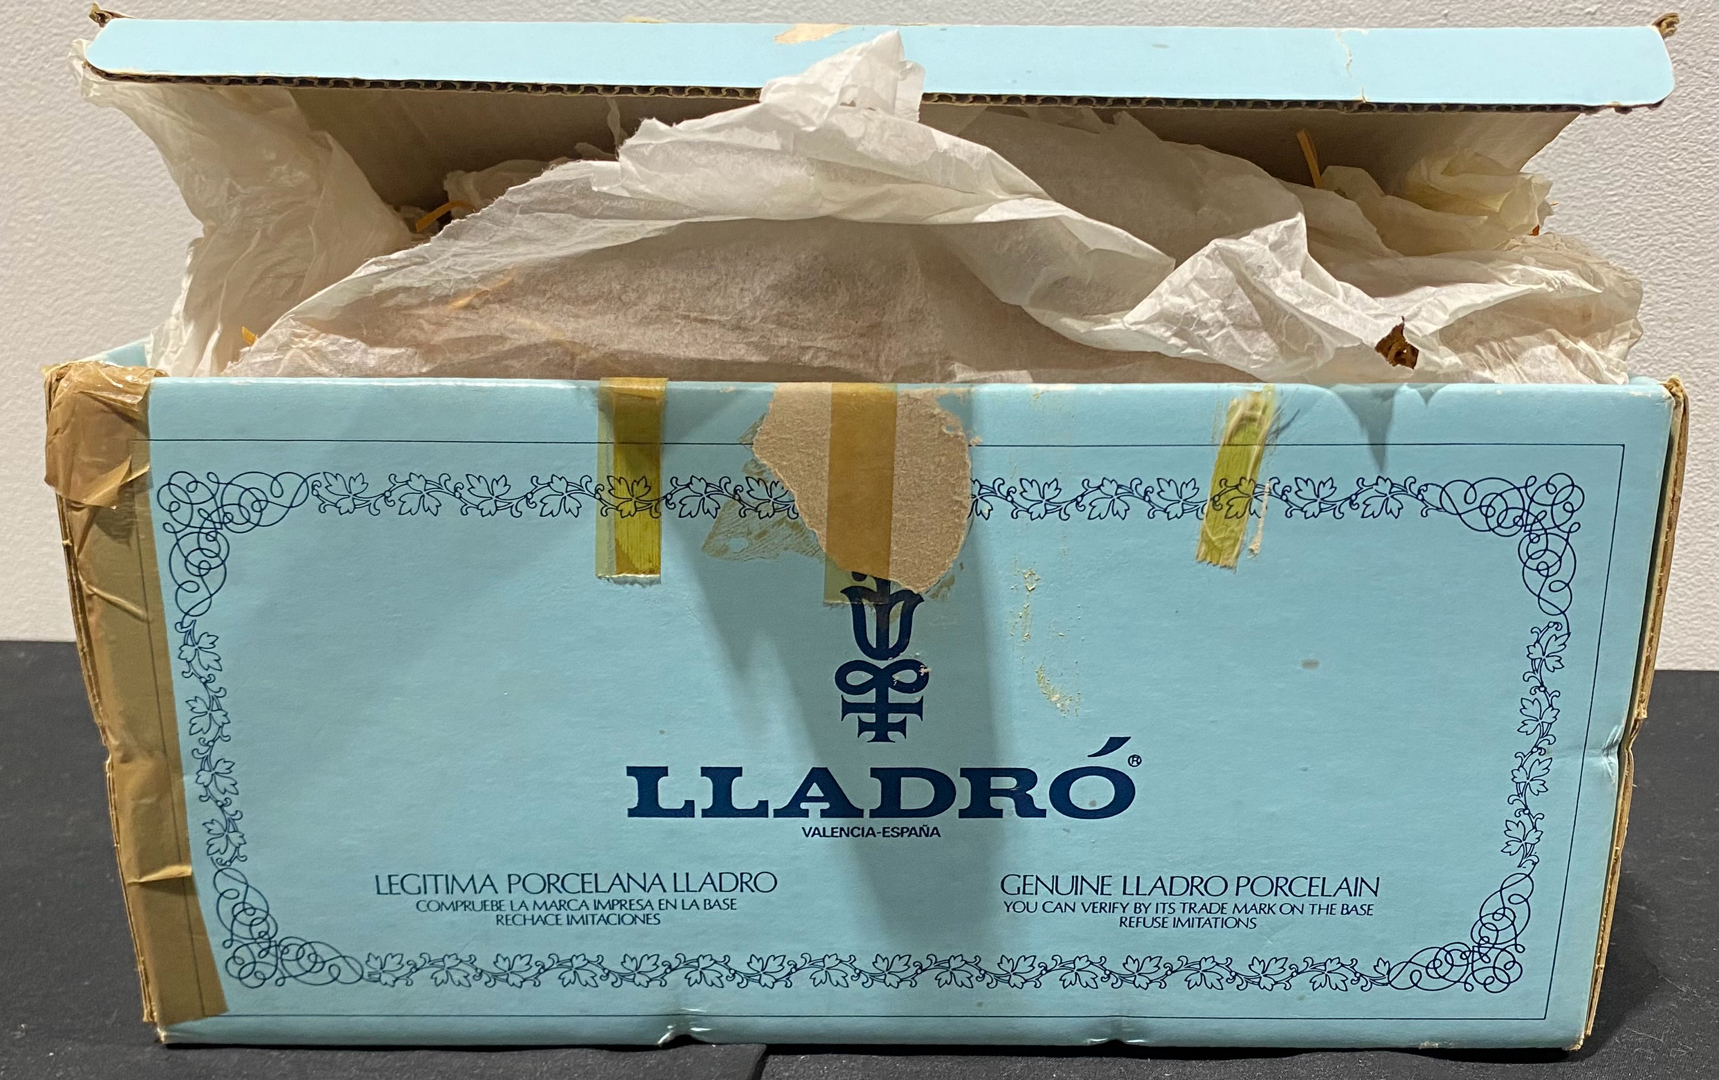 LLADRÓ®
VALENCIA-ESPAÑA
LEGITIMA PORCELANA LLADRO
COMPRUEBE LA MARCA IMPRESA EN LA BASE
RECHACE IMITACIONES
GENUINE LLADRO PORCELAIN
YOU CAN VERIFY BY ITS TRADE MARK ON THE BASE
REFUSE IMITATIONS